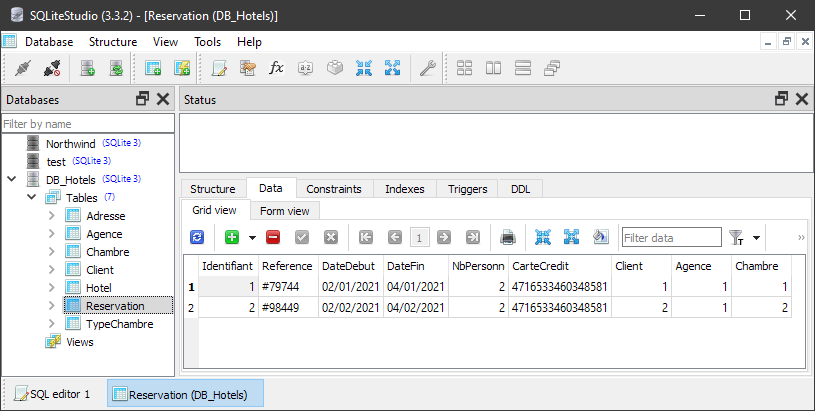 SQLiteStudio (3.3.2) - [Reservation (DB_Hotels)]
Database Structure View Tools Help
Databases
Filter by name
Northwind (SQLite 3)
test (SQLite 3)
DB_Hotels (SQLite 3)
Tables (7)
Adresse
Agence
Chambre
Client
Hotel
Reservation
TypeChambre
Views
Status
Structure Data Constraints Indexes Triggers DDL
Grid view Form view
1 Filter data T »
Identifiant Reference DateDebut DateFin NbPersonn CarteCredit Client Agence Chambre
1 1 #79744 02/01/2021 04/01/2021 2 4716533460348581 1 1 1
2 2 #98449 02/02/2021 04/02/2021 2 4716533460348581 2 1 2
SQL editor 1 Reservation (DB_Hotels)